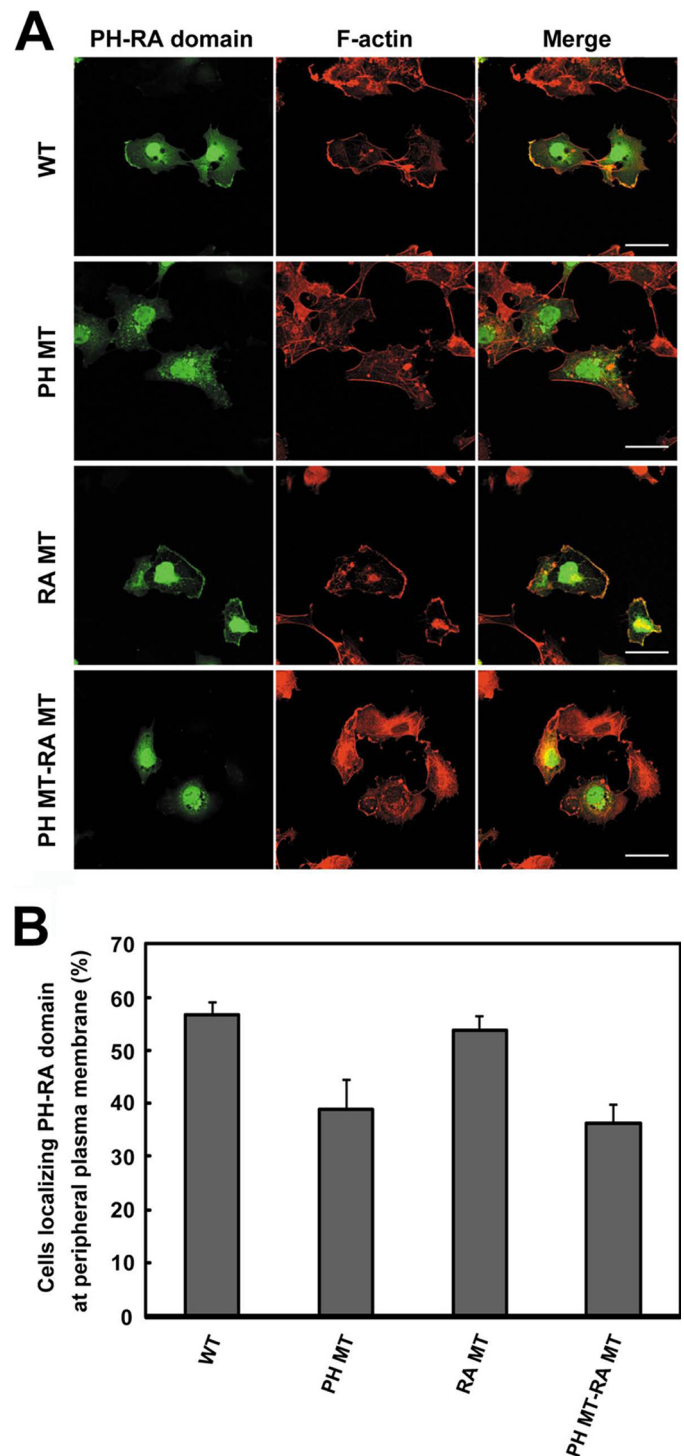 A
PH-RA domain F-actin Merge
WT
PH MT
RA MT
PH MT-RA MT
B
Cells localizing PH-RA domain
at peripheral plasma membrane (%)
70
60
50
40
30
20
10
0
WT PH MT RA MT PH MT-RA MT